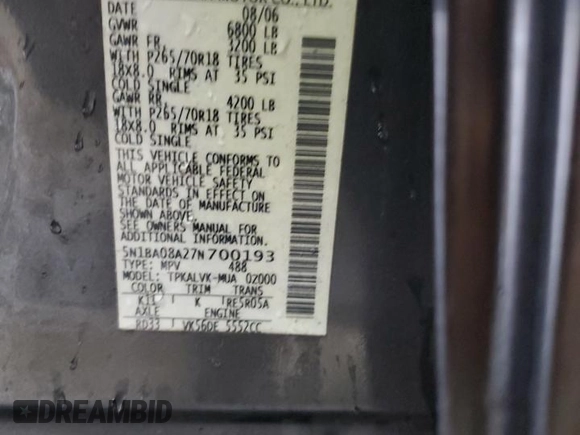 MOTOR CO., LTD.
DATE 08/06
GVWR 6800 LB
GAWR FR. 3200 LB
WITH P265/70R18 TIRES
18X8.0 RIMS AT 35 PSI
COLD SINGLE
GAWR RR. 4200 LB
WITH P265/70R18 TIRES
18X8.0 RIMS AT 35 PSI
COLD SINGLE
THIS VEHICLE CONFORMS TO
ALL APPLICABLE FEDERAL
MOTOR VEHICLE SAFETY
STANDARDS IN EFFECT ON
THE DATE OF MANUFACTURE
SHOWN ABOVE.
SEE OWNERS MANUAL FOR
ADDITIONAL INFORMATION.
5N1BA08A27N700193
TYPE: MPV 488
MODEL: TPKALVK-MUA 02000
COLOR TRIM TRANS
K11 K RE5R05A
AXLE ENGINE
RD33 VK56DE 5552CC
DREAMBID